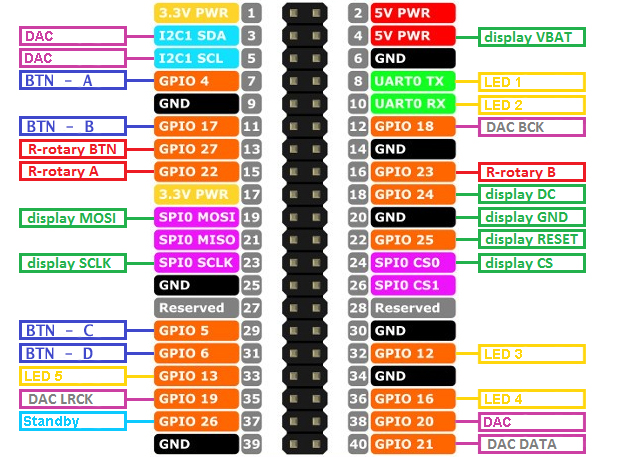 3.3V PWR 1 2 5V PWR
DAC I2C1 SDA 3 4 5V PWR display VBAT
DAC I2C1 SCL 5 6 GND
BTN - A GPIO 4 7 8 UART0 TX LED 1
GND 9 10 UART0 RX LED 2
BTN - B GPIO 17 11 12 GPIO 18 DAC BCK
R-rotary BTN GPIO 27 13 14 GND
R-rotary A GPIO 22 15 16 GPIO 23 R-rotary B
3.3V PWR 17 18 GPIO 24 display DC
display MOSI SPI0 MOSI 19 20 GND display GND
SPI0 MISO 21 22 GPIO 25 display RESET
display SCLK SPI0 SCLK 23 24 SPI0 CS0 display CS
GND 25 26 SPI0 CS1
Reserved 27 28 Reserved
BTN - C GPIO 5 29 30 GND
BTN - D GPIO 6 31 32 GPIO 12 LED 3
LED 5 GPIO 13 33 34 GND
DAC LRCK GPIO 19 35 36 GPIO 16 LED 4
Standby GPIO 26 37 38 GPIO 20 DAC
GND 39 40 GPIO 21 DAC DATA